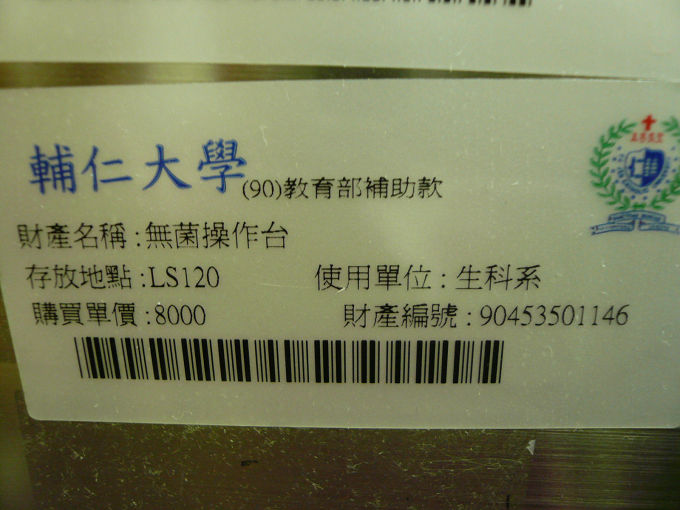 輔仁大學(90)教育部補助款
財產名稱:無菌操作台
存放地點:LS120 使用單位:生科系
購買單價:8000 財產編號:90453501146